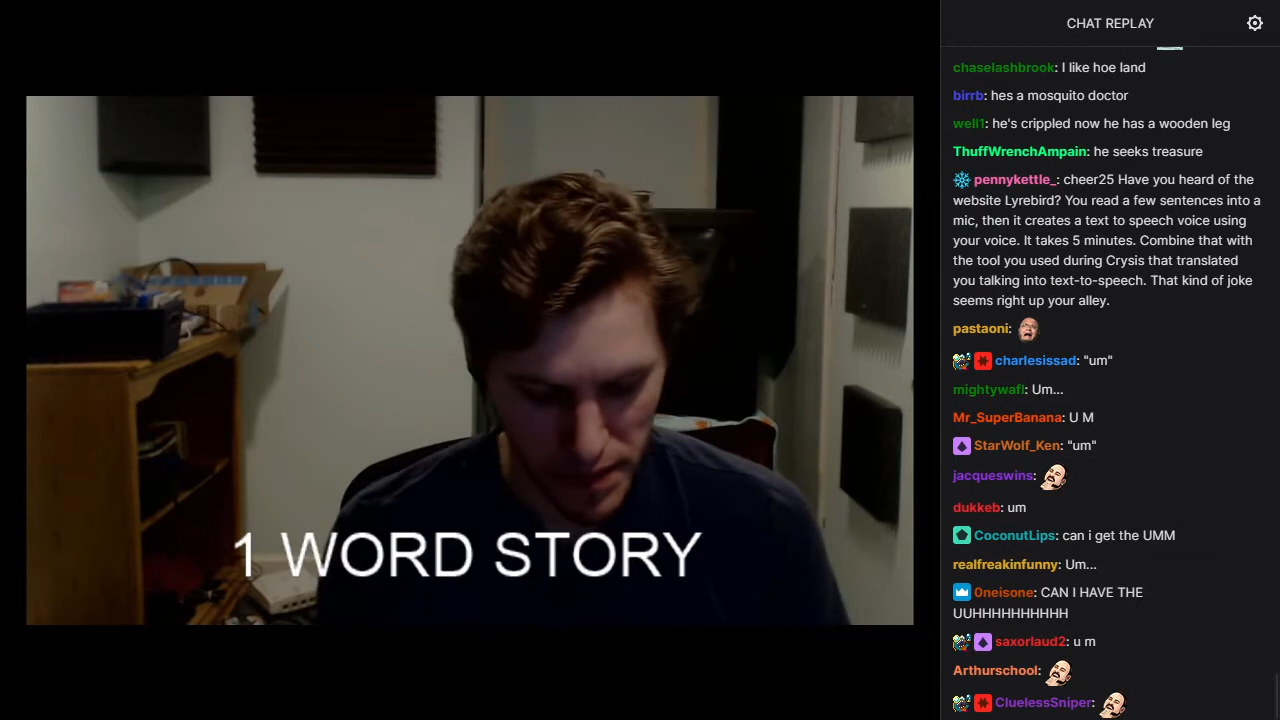 CHAT REPLAY
chaselashbrook: I like hoe land
birrb: hes a mosquito doctor
well1: he's crippled now he has a wooden leg
ThuffWrenchAmpain: he seeks treasure
pennykettle_: cheer25 Have you heard of the
website Lyrebird? You read a few sentences into a
mic, then it creates a text to speech voice using
your voice. It takes 5 minutes. Combine that with
the tool you used during Crysis that translated
you talking into text-to-speech. That kind of joke
seems right up your alley.
pastaoni:
charlesissad: "um"
mightywafl: Um...
Mr_SuperBanana: U M
StarWolf_Ken: "um"
jacqueswins:
dukkeb: um
CoconutLips: can i get the UMM
realfreakinfunny: Um...
0neisone: CAN I HAVE THE
UUHHHHHHHHHH
saxorlaud2: u m
Arthurschool:
CluelessSniper:
1 WORD STORY